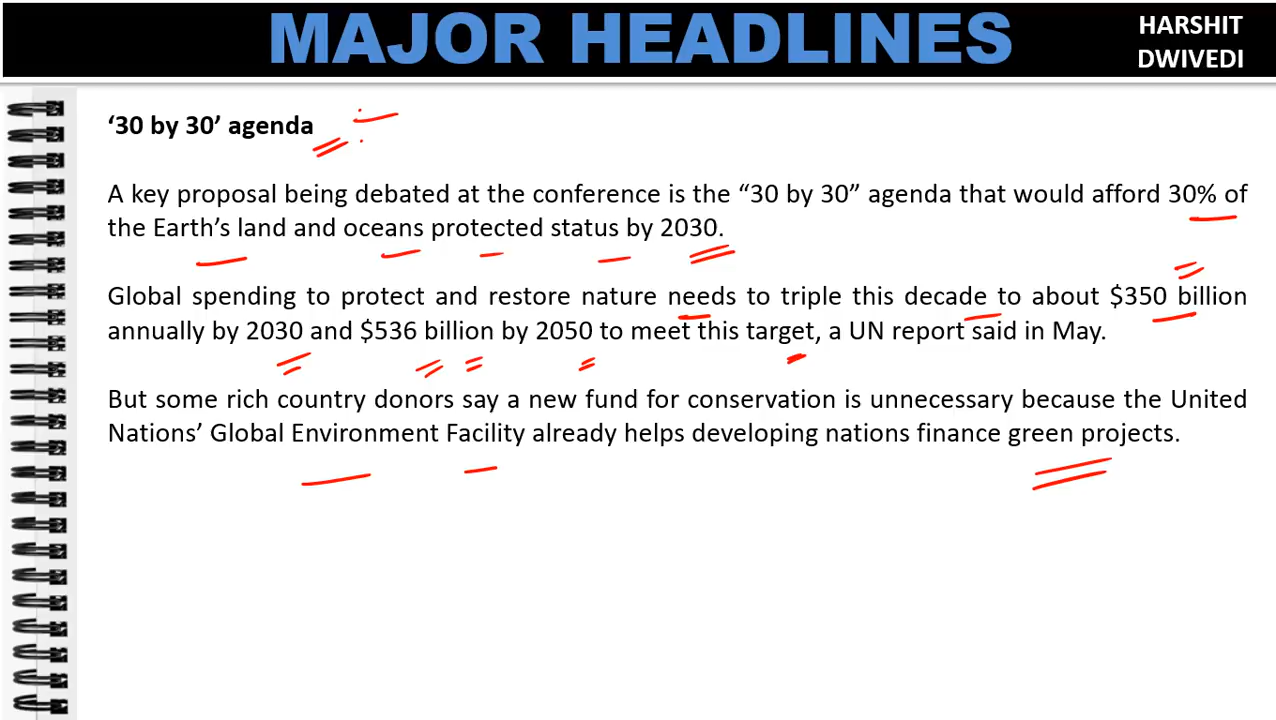 MAJOR HEADLINES
HARSHIT
DWIVEDI
‘30 by 30’ agenda
A key proposal being debated at the conference is the “30 by 30” agenda that would afford 30% of
the Earth’s land and oceans protected status by 2030.
Global spending to protect and restore nature needs to triple this decade to about $350 billion
annually by 2030 and $536 billion by 2050 to meet this target, a UN report said in May.
But some rich country donors say a new fund for conservation is unnecessary because the United
Nations’ Global Environment Facility already helps developing nations finance green projects.